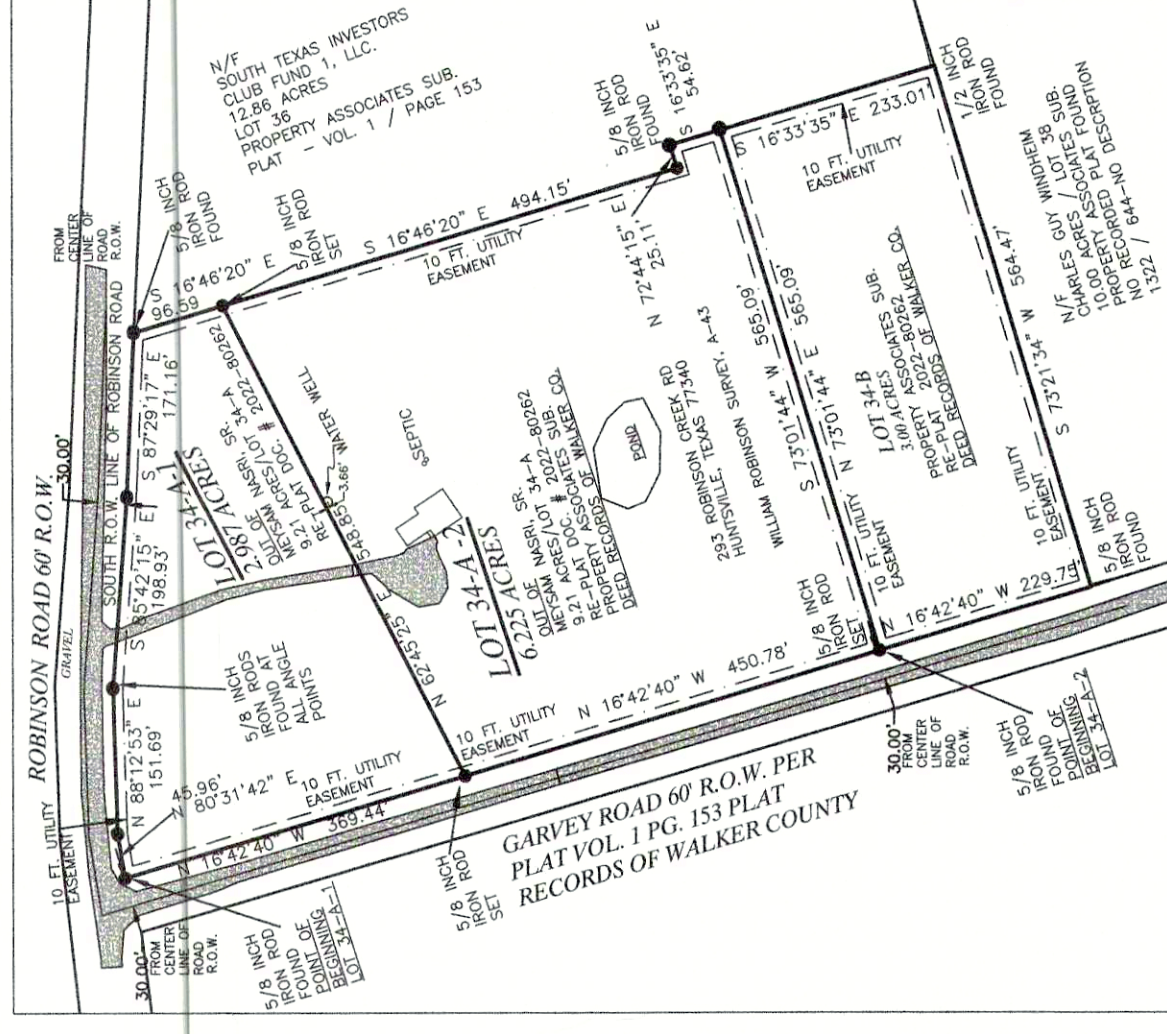 N/F
SOUTH TEXAS INVESTORS
CLUB FUND 1, LLC.
12.86 ACRES
LOT 36
PROPERTY ASSOCIATES SUB.
PLAT - VOL. 1 / PAGE 153
ROBINSON ROAD 60' R.O.W.
GRAVEL
30.00'
FROM
CENTER
LINE OF
ROAD
R.O.W.
SOUTH R.O.W. LINE OF ROBINSON ROAD
5/8 INCH
IRON ROD
FOUND
S 16°46'20" E
96.59
5/8 INCH
IRON ROD
SET
S 16°46'20" E 494.15'
10 FT. UTILITY
EASEMENT
5/8 INCH
IRON ROD
FOUND
S 16°33'35" E
54.62'
N 72°44'15" E
25.11'
S 16°33'35" E 233.01'
10 FT. UTILITY
EASEMENT
1/2 INCH
IRON ROD
FOUND
N/F
CHARLES GUY WINDHEIM
10.00 ACRES / LOT 38
PROPERTY ASSOCIATES SUB.
NO RECORDED PLAT FOUND
1322 / 644-NO DESCRIPTION
S 87°29'17" E
171.16'
S 85°42'15" E
198.93'
N 88°12'53" E
151.69'
45.96'
N 80°31'42" E
10 FT. UTILITY
EASEMENT
5/8 INCH
IRON RODS
FOUND AT
ALL ANGLE
POINTS
LOT 34-A-1
2.987 ACRES
OUT OF
MEYSAM NASRI, SR.
9.21 ACRES/LOT 34-A
RE-PLAT DOC. # 2022-80262
WATER WELL
3.66'
SEPTIC
N 62°45'25" E 548.85'
LOT 34-A-2
6.225 ACRES
OUT OF
MEYSAM NASRI, SR.
9.21 ACRES/LOT 34-A
RE-PLAT DOC. # 2022-80262
PROPERTY ASSOCIATES SUB.
DEED RECORDS OF WALKER CO.
POND
293 ROBINSON CREEK RD
HUNTSVILLE, TEXAS 77340
WILLIAM ROBINSON SURVEY, A-43
S 73°01'44" W 565.09'
N 73°01'44" E 565.09'
10 FT. UTILITY
EASEMENT
LOT 34-B
3.00 ACRES
PROPERTY ASSOCIATES SUB.
RE-PLAT 2022-80262
DEED RECORDS OF WALKER CO.
S 73°21'34" W 564.47'
10 FT. UTILITY
EASEMENT
5/8 INCH
IRON ROD
FOUND
N 16°42'40" W 229.75'
5/8 INCH
IRON ROD
SET
N 16°42'40" W 450.78'
10 FT. UTILITY
EASEMENT
10 FT. UTILITY
EASEMENT
N 16°42'40" W 369.44'
5/8 INCH
IRON ROD
SET
GARVEY ROAD 60' R.O.W. PER
PLAT VOL. 1 PG. 153 PLAT
RECORDS OF WALKER COUNTY
30.00'
FROM
CENTER
LINE OF
ROAD
R.O.W.
5/8 INCH
IRON ROD
FOUND
POINT OF
BEGINNING
LOT 34-A-2
5/8 INCH
IRON ROD
FOUND OF
POINT OF
BEGINNING
LOT 34-A-1
30.00'
FROM
CENTER
LINE OF
ROAD
R.O.W.